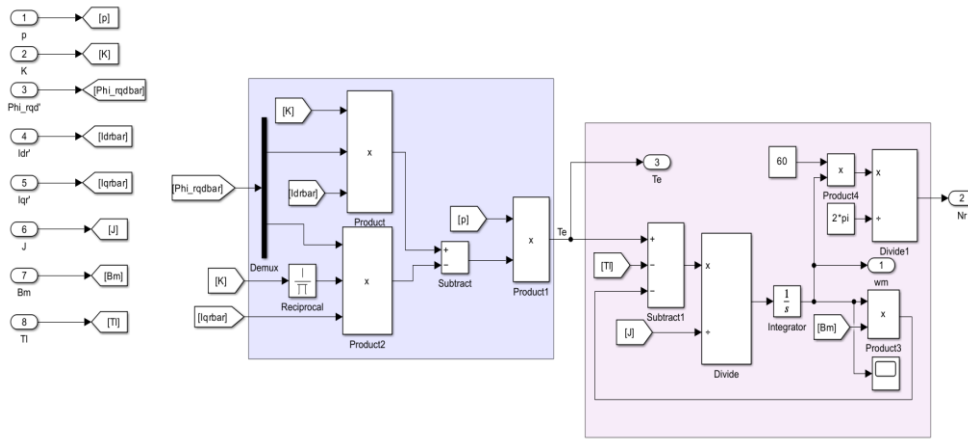 1
[p]
p
2
[K]
K
3
[Phi_rqdbar]
Phi_rqd'
4
[Idrbar]
Idr'
5
[Iqrbar]
Iqr'
6
[J]
J
7
[Bm]
Bm
8
[Tl]
Tl
[K]
x
[Phi_rqdbar]
[Idrbar]
Product
Demux
[K]
Reciprocal
x
[Iqrbar]
Product2
+
−
Subtract
[p]
x
Product1
Te
3
Te
+
[Tl]
−
−
Subtract1
x
[J]
÷
Divide
1
s
Integrator
60
x
Product4
x
2*pi
÷
Divide1
2
Nr
1
wm
[Bm]
x
Product3